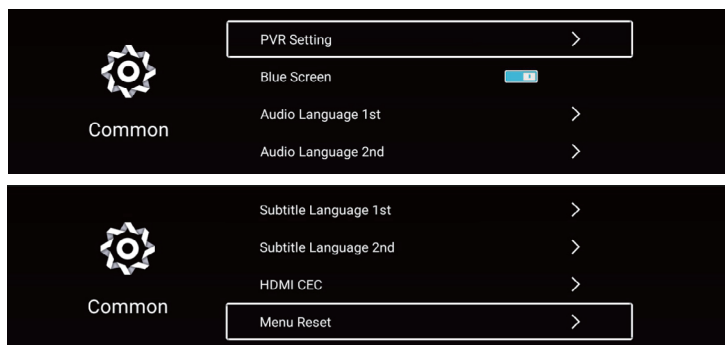 PVR Setting
Blue Screen
Audio Language 1st
Common
Audio Language 2nd
Subtitle Language 1st
Subtitle Language 2nd
HDMI CEC
Common
Menu Reset